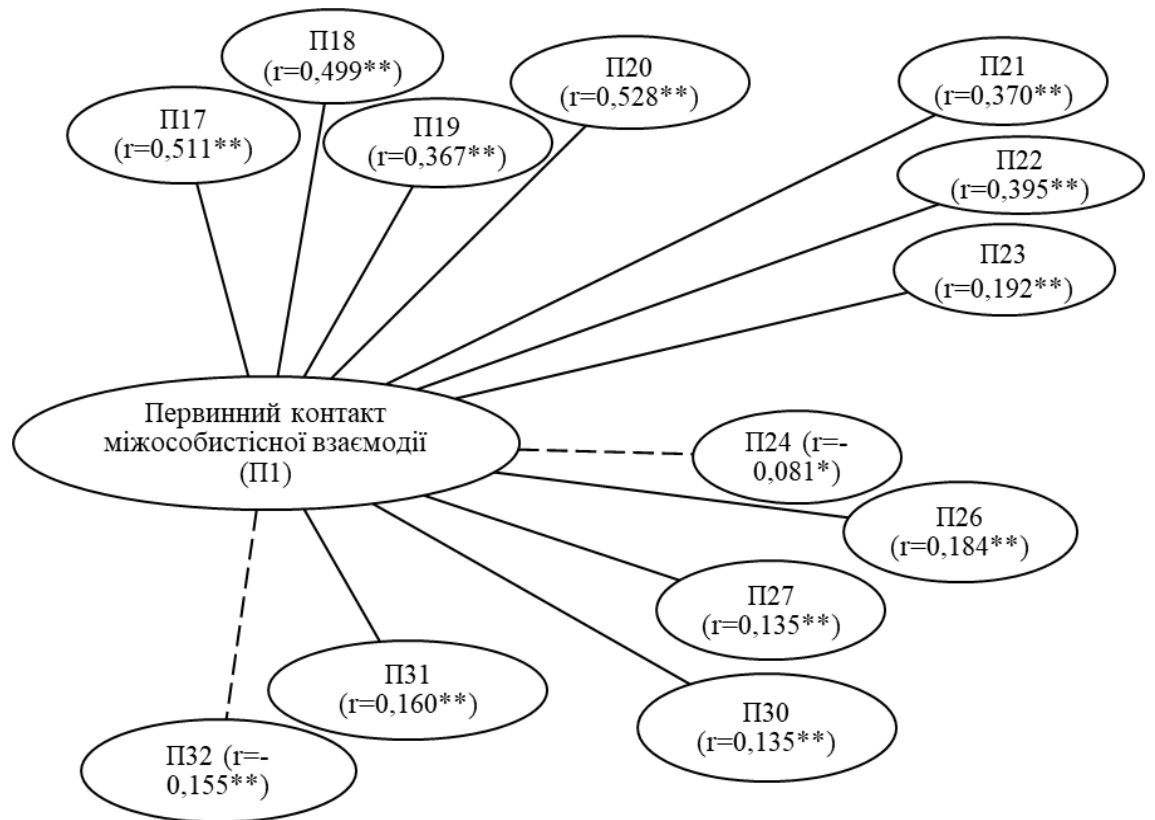 П18
(r=0,499**)
П20
(r=0,528**)
П21
(r=0,370**)
П17
(r=0,511**)
П19
(r=0,367**)
П22
(r=0,395**)
П23
(r=0,192**)
Первинний контакт
міжособистісної взаємодії
(П1)
П24 (r=-
0,081*)
П26
(r=0,184**)
П27
(r=0,135**)
П31
(r=0,160**)
П30
(r=0,135**)
П32 (r=-
0,155**)